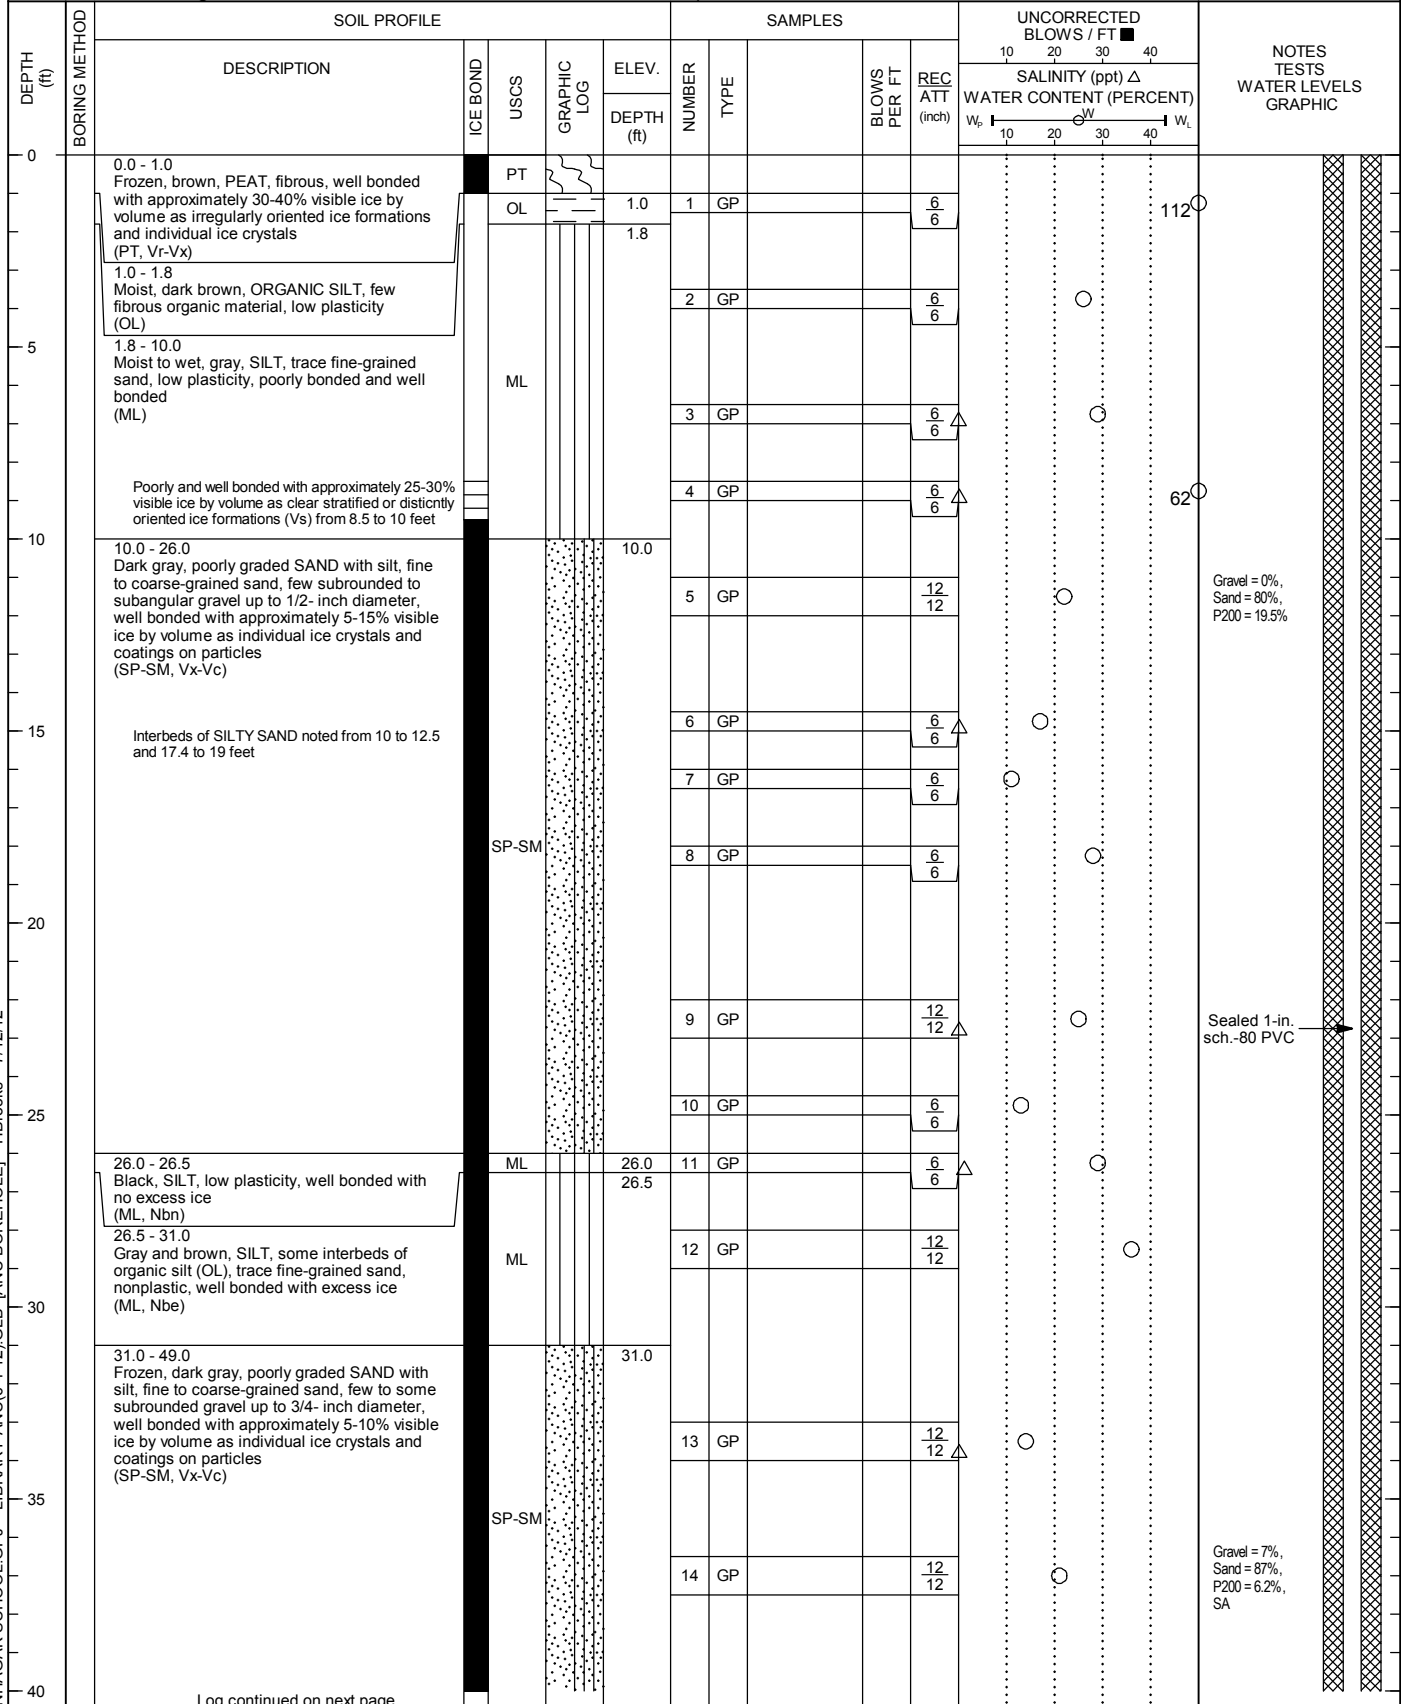 DEPTH
(ft)
BORING METHOD
SOIL PROFILE
DESCRIPTION
ICE BOND
USCS
GRAPHIC
LOG
ELEV.
DEPTH
(ft)
SAMPLES
NUMBER
TYPE
BLOWS
PER FT
REC
ATT
(inch)
UNCORRECTED
BLOWS / FT ■
10 20 30 40
SALINITY (ppt) △
WATER CONTENT (PERCENT)
Wₚ W W_L
10 20 30 40
NOTES
TESTS
WATER LEVELS
GRAPHIC
0
0.0 - 1.0
Frozen, brown, PEAT, fibrous, well bonded
with approximately 30-40% visible ice by
volume as irregularly oriented ice formations
and individual ice crystals
(PT, Vr-Vx)
PT
OL
1.0
1.8
1 GP 6
6
112
1.0 - 1.8
Moist, dark brown, ORGANIC SILT, few
fibrous organic material, low plasticity
(OL)
2 GP 6
6
5
1.8 - 10.0
Moist to wet, gray, SILT, trace fine-grained
sand, low plasticity, poorly bonded and well
bonded
(ML)
ML
3 GP 6
6
Poorly and well bonded with approximately 25-30%
visible ice by volume as clear stratified or disticntly
oriented ice formations (Vs) from 8.5 to 10 feet
4 GP 6
6
62
10
10.0 - 26.0
Dark gray, poorly graded SAND with silt, fine
to coarse-grained sand, few subrounded to
subangular gravel up to 1/2- inch diameter,
well bonded with approximately 5-15% visible
ice by volume as individual ice crystals and
coatings on particles
(SP-SM, Vx-Vc)
10.0
5 GP 12
12
Gravel = 0%,
Sand = 80%,
P200 = 19.5%
15
Interbeds of SILTY SAND noted from 10 to 12.5
and 17.4 to 19 feet
6 GP 6
6
7 GP 6
6
SP-SM
8 GP 6
6
20
9 GP 12
12
Sealed 1-in.
sch.-80 PVC
25
10 GP 6
6
26.0 - 26.5
Black, SILT, low plasticity, well bonded with
no excess ice
(ML, Nbn)
ML
26.0
26.5
11 GP 6
6
26.5 - 31.0
Gray and brown, SILT, some interbeds of
organic silt (OL), trace fine-grained sand,
nonplastic, well bonded with excess ice
(ML, Nbe)
ML
12 GP 12
12
30
31.0 - 49.0
Frozen, dark gray, poorly graded SAND with
silt, fine to coarse-grained sand, few to some
subrounded gravel up to 3/4- inch diameter,
well bonded with approximately 5-10% visible
ice by volume as individual ice crystals and
coatings on particles
(SP-SM, Vx-Vc)
31.0
13 GP 12
12
35
SP-SM
14 GP 12
12
Gravel = 7%,
Sand = 87%,
P200 = 6.2%,
SA
40
Log continued on next page